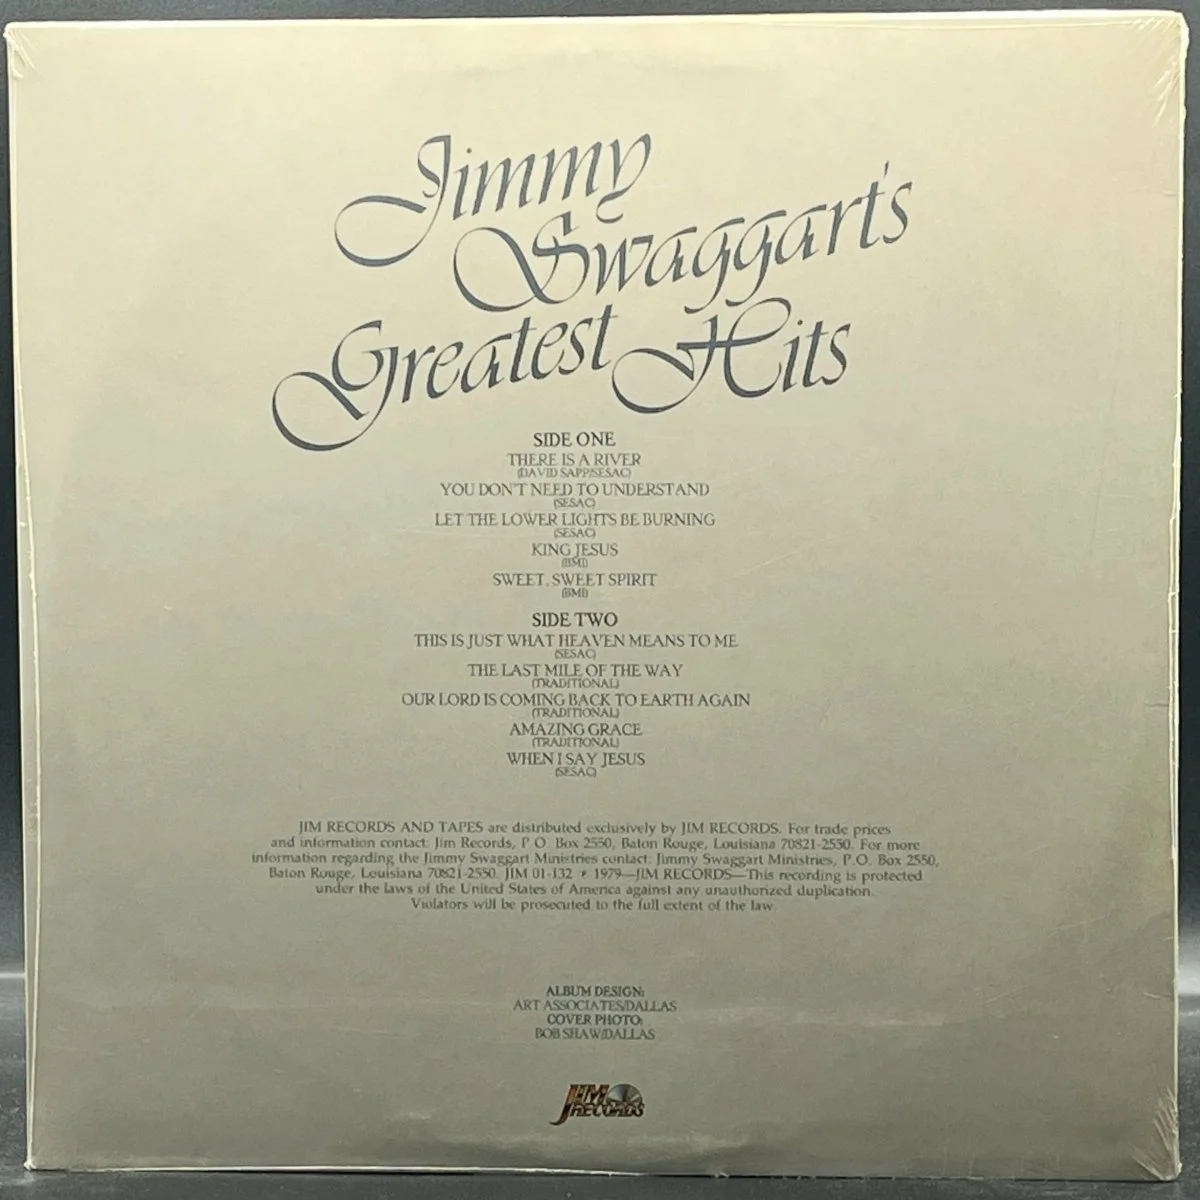 Jimmy
Swaggart's
Greatest Hits
SIDE ONE
THERE IS A RIVER
(DAVID SAPP/SESAC)
YOU DON'T NEED TO UNDERSTAND
(SESAC)
LET THE LOWER LIGHTS BE BURNING
(SESAC)
KING JESUS
(BMI)
SWEET, SWEET SPIRIT
(BMI)
SIDE TWO
THIS IS JUST WHAT HEAVEN MEANS TO ME
(SESAC)
THE LAST MILE OF THE WAY
(TRADITIONAL)
OUR LORD IS COMING BACK TO EARTH AGAIN
(TRADITIONAL)
AMAZING GRACE
(TRADITIONAL)
WHEN I SAY JESUS
(SESAC)
JIM RECORDS AND TAPES are distributed exclusively by JIM RECORDS. For trade prices
and information contact: Jim Records, P.O. Box 2550, Baton Rouge, Louisiana 70821-2550. For more
information regarding the Jimmy Swaggart Ministries contact: Jimmy Swaggart Ministries, P.O. Box 2550,
Baton Rouge, Louisiana 70821-2550. JIM 01-132 ℗ 1979—JIM RECORDS—This recording is protected
under the laws of the United States of America against any unauthorized duplication.
Violators will be prosecuted to the full extent of the law.
ALBUM DESIGN:
ART ASSOCIATES/DALLAS
COVER PHOTO:
BOB SHAW/DALLAS
JIM
RECORDS